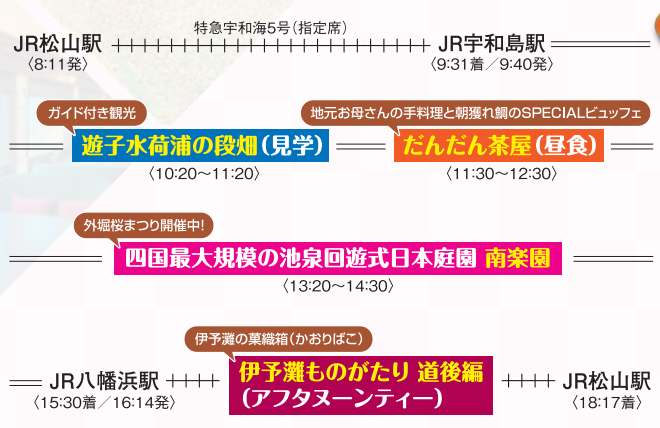 特急宇和海5号(指定席)
JR松山駅
JR宇和島駅
〈8:11発〉
〈9:31着／9:40発〉
ガイド付き観光
地元お母さんの手料理と朝獲れ鯛のSPECIALビュッフェ
遊子水荷浦の段畑(見学)
だんだん茶屋(昼食)
〈10:20〜11:20〉
〈11:30〜12:30〉
外堀桜まつり開催中!
四国最大規模の池泉回遊式日本庭園 南楽園
〈13:20〜14:30〉
伊予灘の菓織箱(かおりばこ)
JR八幡浜駅
伊予灘ものがたり 道後編
(アフタヌーンティー)
JR松山駅
〈15:30着／16:14発〉
〈18:17着〉